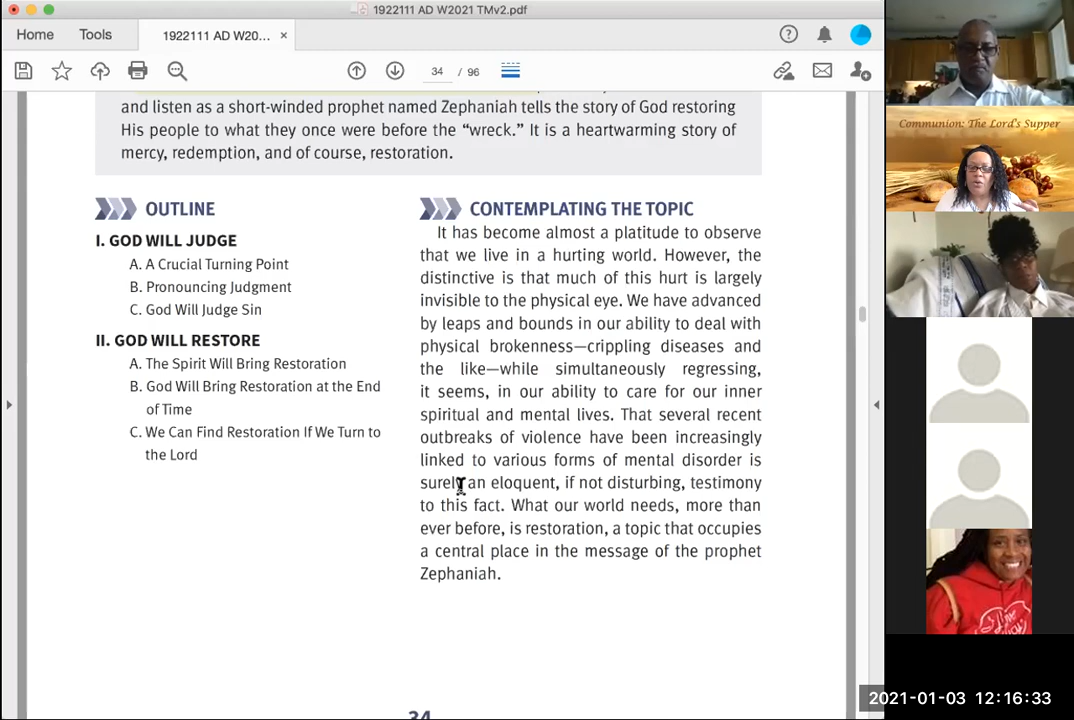 1922111 AD W2021 TMv2.pdf
Home Tools 1922111 AD W20... ×
34 / 96
and listen as a short-winded prophet named Zephaniah tells the story of God restoring
His people to what they once were before the “wreck.” It is a heartwarming story of
mercy, redemption, and of course, restoration.
OUTLINE
I. GOD WILL JUDGE
A. A Crucial Turning Point
B. Pronouncing Judgment
C. God Will Judge Sin
II. GOD WILL RESTORE
A. The Spirit Will Bring Restoration
B. God Will Bring Restoration at the End
of Time
C. We Can Find Restoration If We Turn to
the Lord
CONTEMPLATING THE TOPIC
It has become almost a platitude to observe
that we live in a hurting world. However, the
distinctive is that much of this hurt is largely
invisible to the physical eye. We have advanced
by leaps and bounds in our ability to deal with
physical brokenness—crippling diseases and
the like—while simultaneously regressing,
it seems, in our ability to care for our inner
spiritual and mental lives. That several recent
outbreaks of violence have been increasingly
linked to various forms of mental disorder is
surely an eloquent, if not disturbing, testimony
to this fact. What our world needs, more than
ever before, is restoration, a topic that occupies
a central place in the message of the prophet
Zephaniah.
34
Communion: The Lord's Supper
2021-01-03 12:16:33